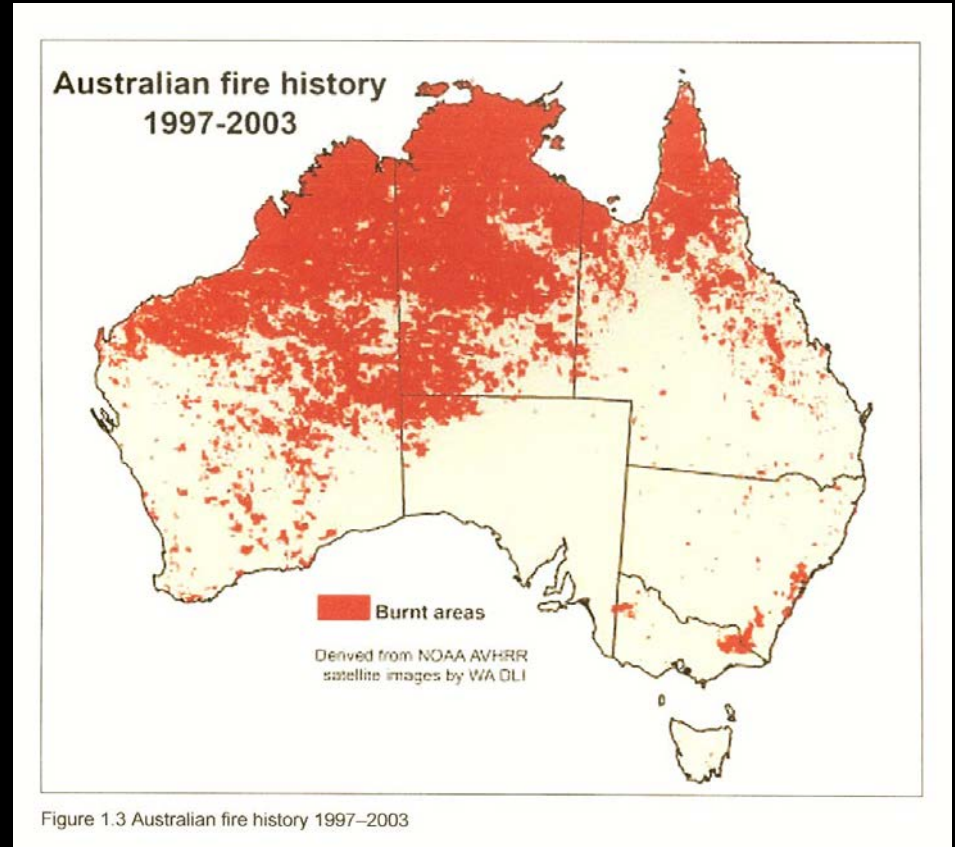 Australian fire history
1997-2003
Burnt areas
Derived from NOAA AVHRR
satellite images by WA DLI
Figure 1.3 Australian fire history 1997–2003